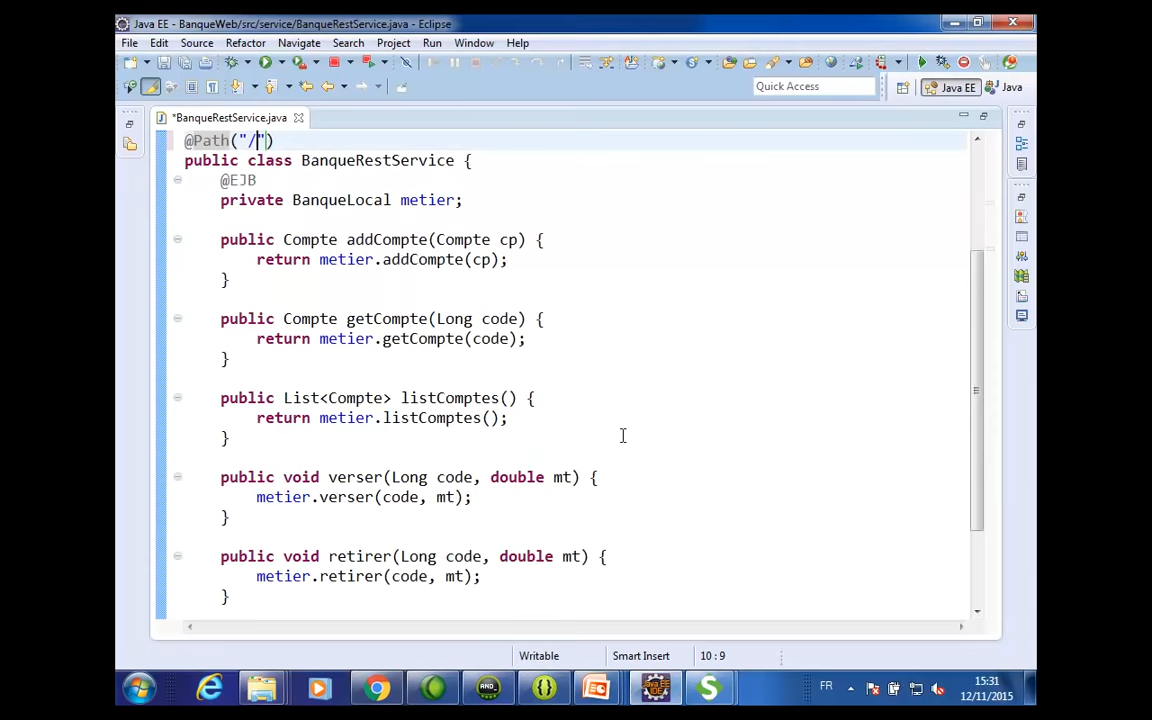 Java EE - BanqueWeb/src/service/BanqueRestService.java - Eclipse
File Edit Source Refactor Navigate Search Project Run Window Help
Quick Access
Java EE
Java
*BanqueRestService.java
@Path("/")
public class BanqueRestService {
@EJB
private BanqueLocal metier;
public Compte addCompte(Compte cp) {
return metier.addCompte(cp);
}
public Compte getCompte(Long code) {
return metier.getCompte(code);
}
public List<Compte> listComptes() {
return metier.listComptes();
}
public void verser(Long code, double mt) {
metier.verser(code, mt);
}
public void retirer(Long code, double mt) {
metier.retirer(code, mt);
}
Writable Smart Insert 10 : 9
FR
15:31
12/11/2015